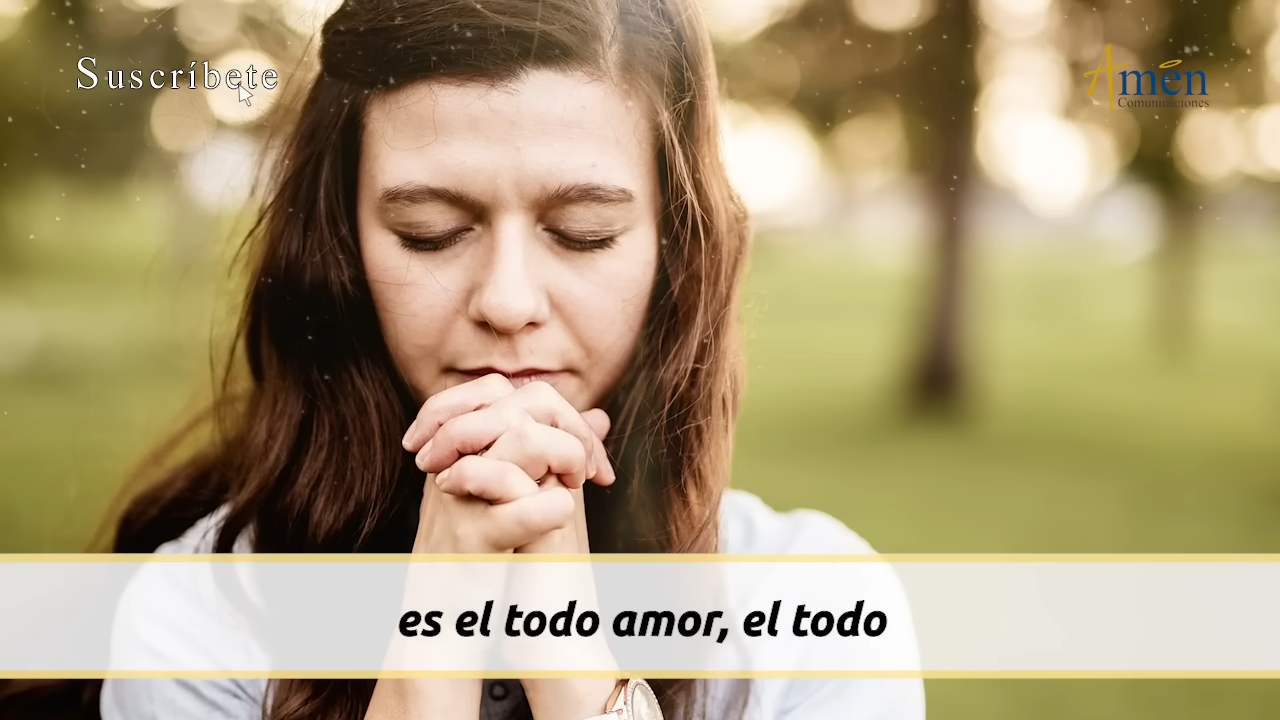 Suscríbete
Amén
Comunicaciones
es el todo amor, el todo